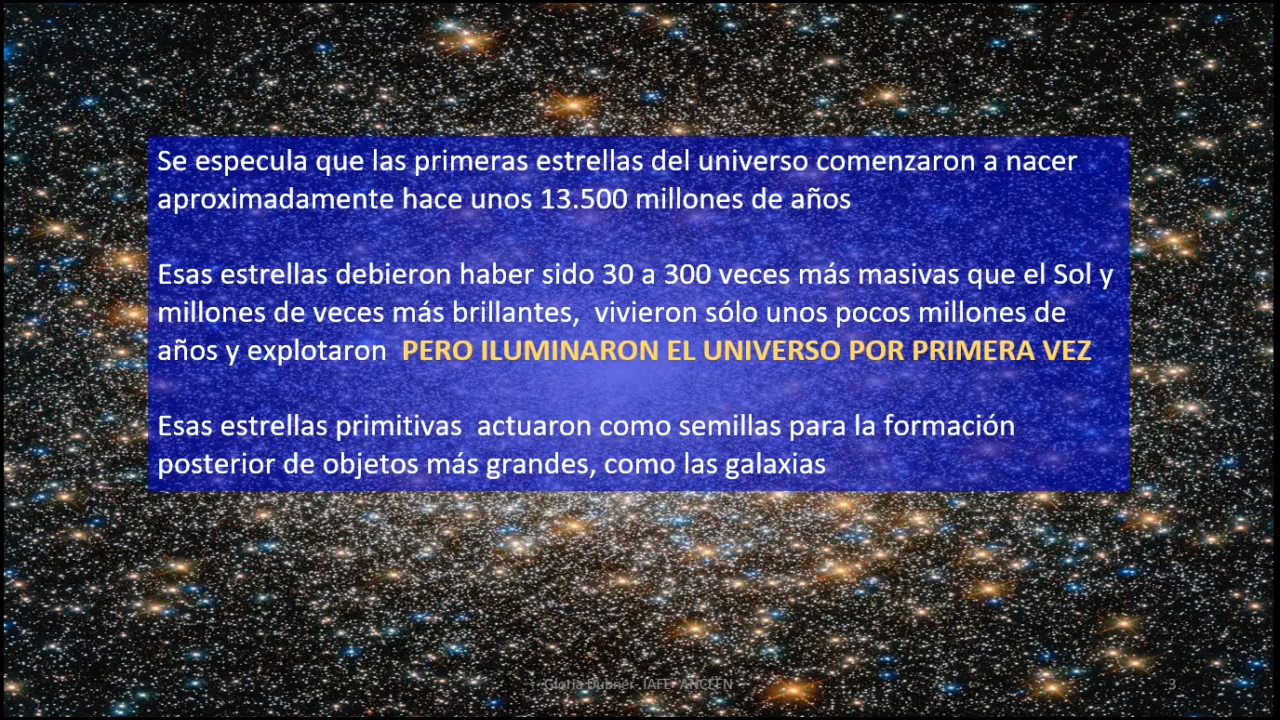 Se especula que las primeras estrellas del universo comenzaron a nacer
aproximadamente hace unos 13.500 millones de años
Esas estrellas debieron haber sido 30 a 300 veces más masivas que el Sol y
millones de veces más brillantes,  vivieron sólo unos pocos millones de
años y explotaron  PERO ILUMINARON EL UNIVERSO POR PRIMERA VEZ
Esas estrellas primitivas  actuaron como semillas para la formación
posterior de objetos más grandes, como las galaxias
Gloria Dubner
3